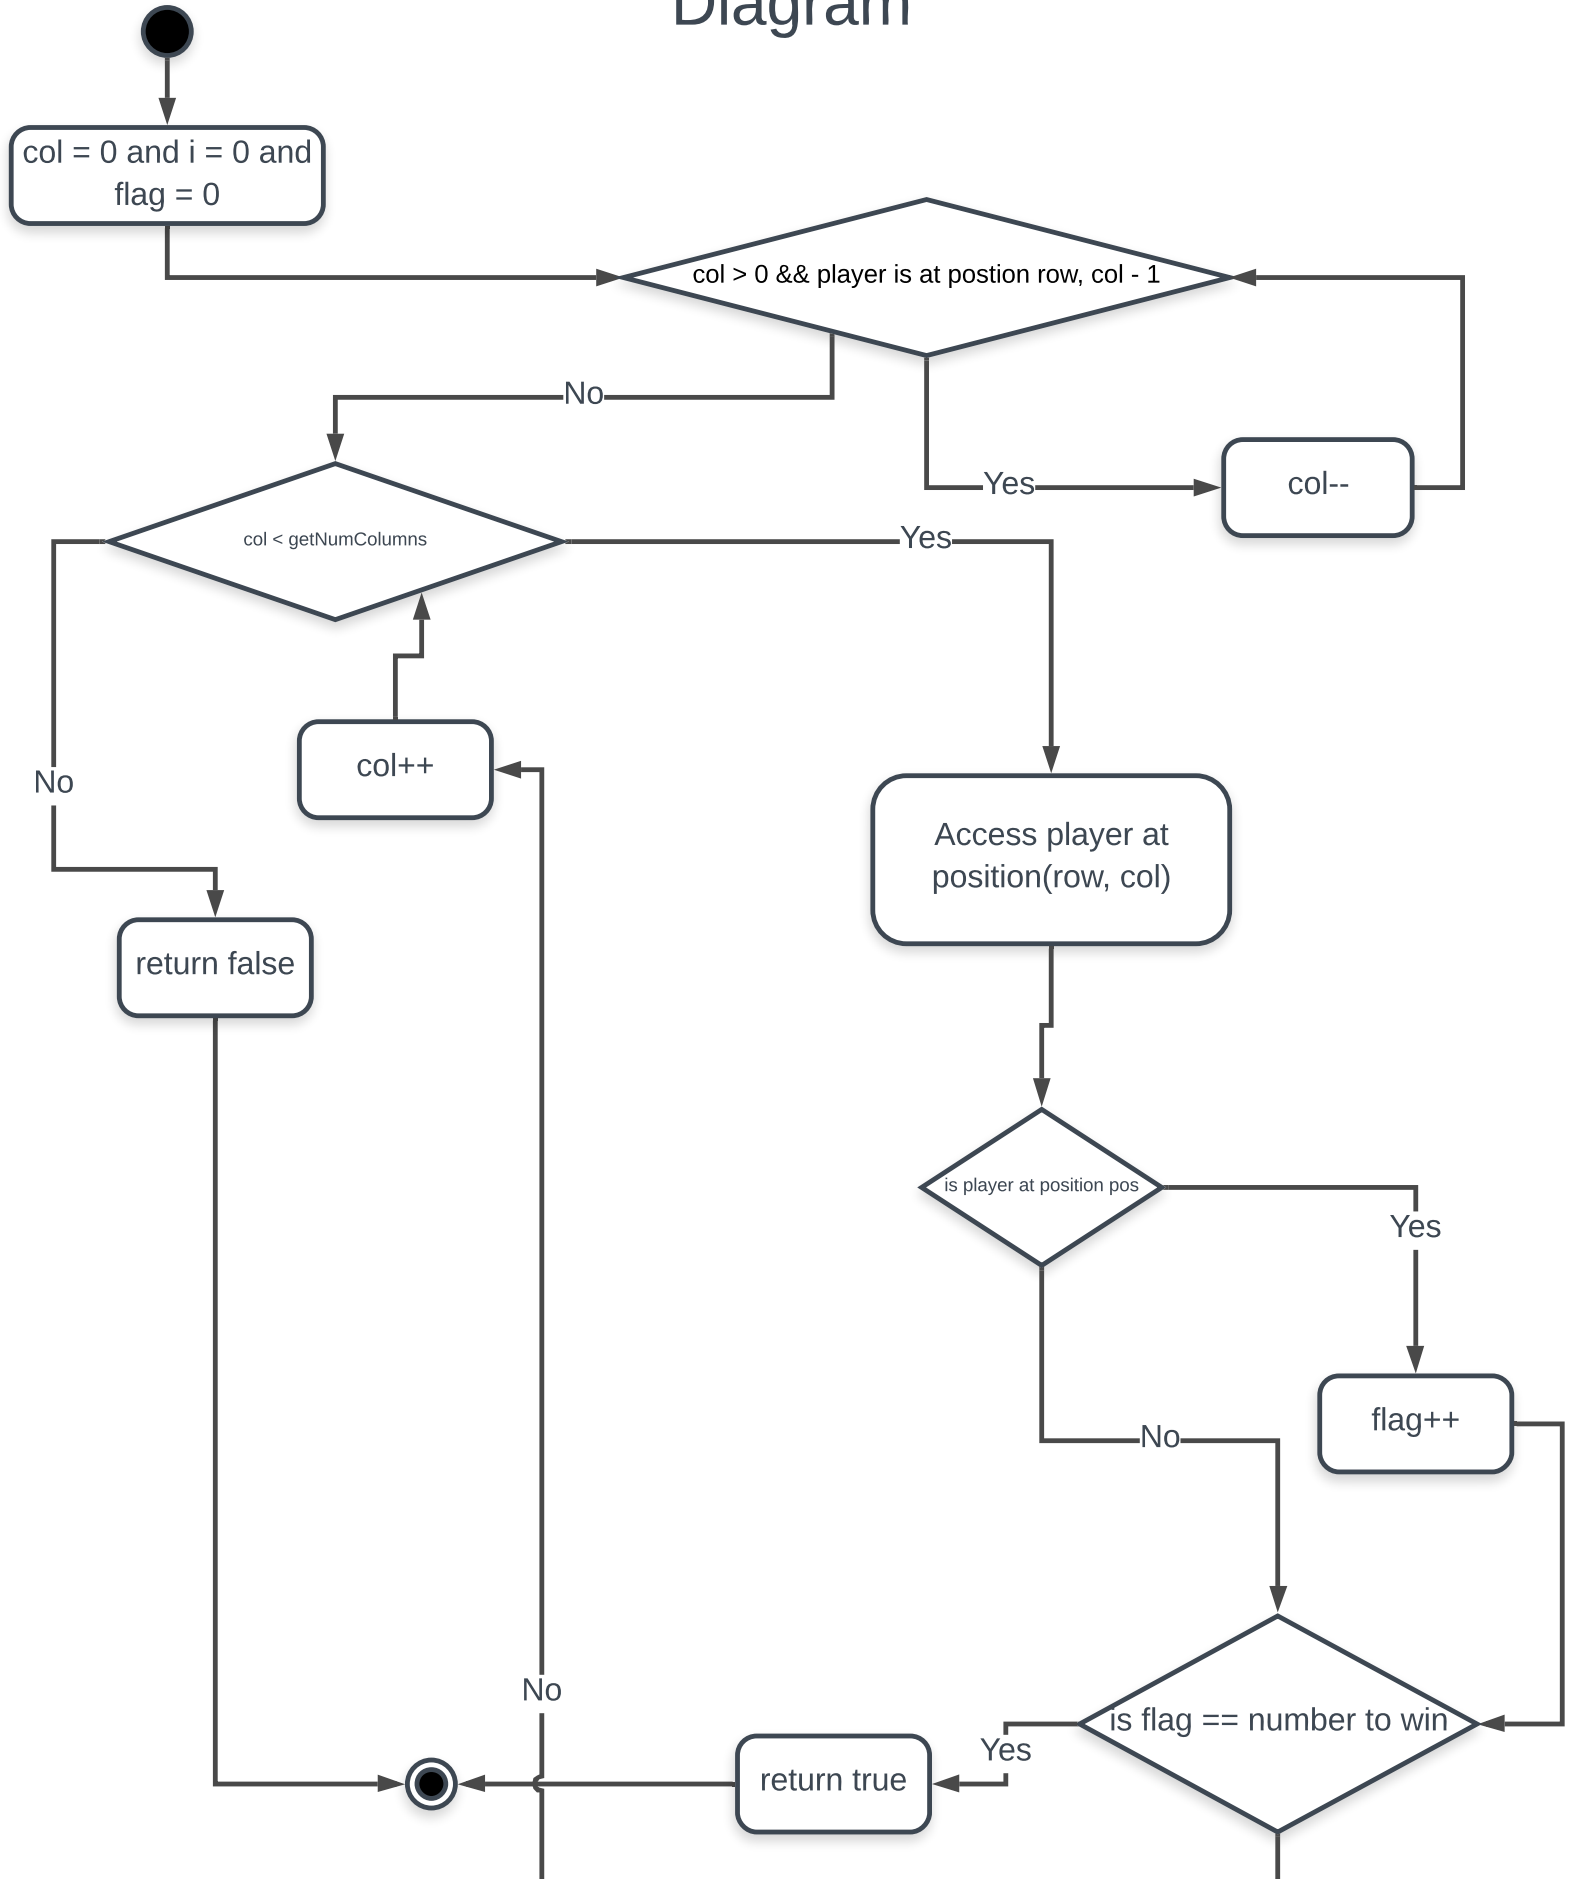 Diagram
col = 0 and i = 0 and
flag = 0
col > 0 && player is at postion row, col - 1
No
Yes
col--
col < getNumColumns
Yes
No
col++
Access player at
position(row, col)
return false
is player at position pos
Yes
flag++
No
No
is flag == number to win
Yes
return true